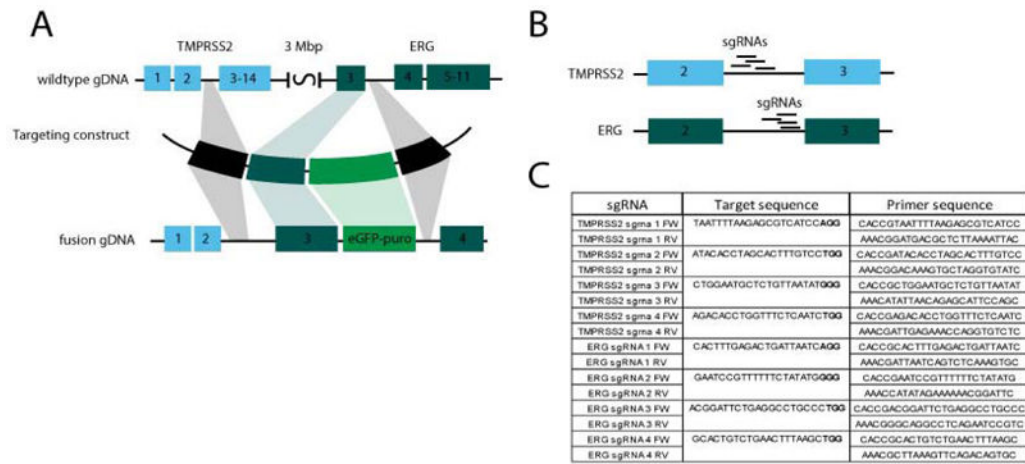 A
TMPRSS2 3 Mbp ERG
wildtype gDNA 1 2 3-14 3 4 5-11
Targeting construct
fusion gDNA 1 2 3 eGFP-puro 4
B
sgRNAs
TMPRSS2 2 3
sgRNAs
ERG 2 3
C
sgRNA Target sequence Primer sequence
TMPRSS2 sgrna 1 FW TAATTTTAAGAGCGTCATCCAGG CACCGTAATTTTAAGAGCGTCATCC
TMPRSS2 sgrna 1 RV AAACGGATGACGCTCTTAAAATTAC
TMPRSS2 sgrna 2 FW ATACACCTAGCACTTTGTCCTGG CACCGATACACCTAGCACTTTGTCC
TMPRSS2 sgrna 2 RV AAACGGACAAAGTGCTAGGTGTATC
TMPRSS2 sgrna 3 FW CTGGAATGCTCTGTTAATATGGG CACCGCTGGAATGCTCTGTTAATAT
TMPRSS2 sgrna 3 RV AAACATATTAACAGAGCATTCCAGC
TMPRSS2 sgrna 4 FW AGACACCTGGTTTCTCAATCTGG CACCGAGACACCTGGTTTCTCAATC
TMPRSS2 sgrna 4 RV AAACGATTGAGAAACCAGGTGTCTC
ERG sgRNA1 FW CACTTTGAGACTGATTAATCAGG CACCGCACTTTGAGACTGATTAATC
ERG sgRNA1 RV AAACGATTAATCAGTCTCAAAGTGC
ERG sgRNA 2 FW GAATCCGTTTTTTCTATATGGGG CACCGAATCCGTTTTTTCTATATG
ERG sgRNA 2 RV AAACCATATAGAAAAAACGGATTC
ERG sgRNA 3 FW ACGGATTCTGAGGCCTGCCCTGG CACCGACGGATTCTGAGGCCTGCCC
ERG sgRNA 3 RV AAACGGGCAGGCCTCAGAATCCGTC
ERG sgRNA 4 FW GCACTGTCTGAACTTTAAGCTGG CACCGCACTGTCTGAACTTTAAGC
ERG sgRNA 4 RV AAACGCTTAAAGTTCAGACAGTGC